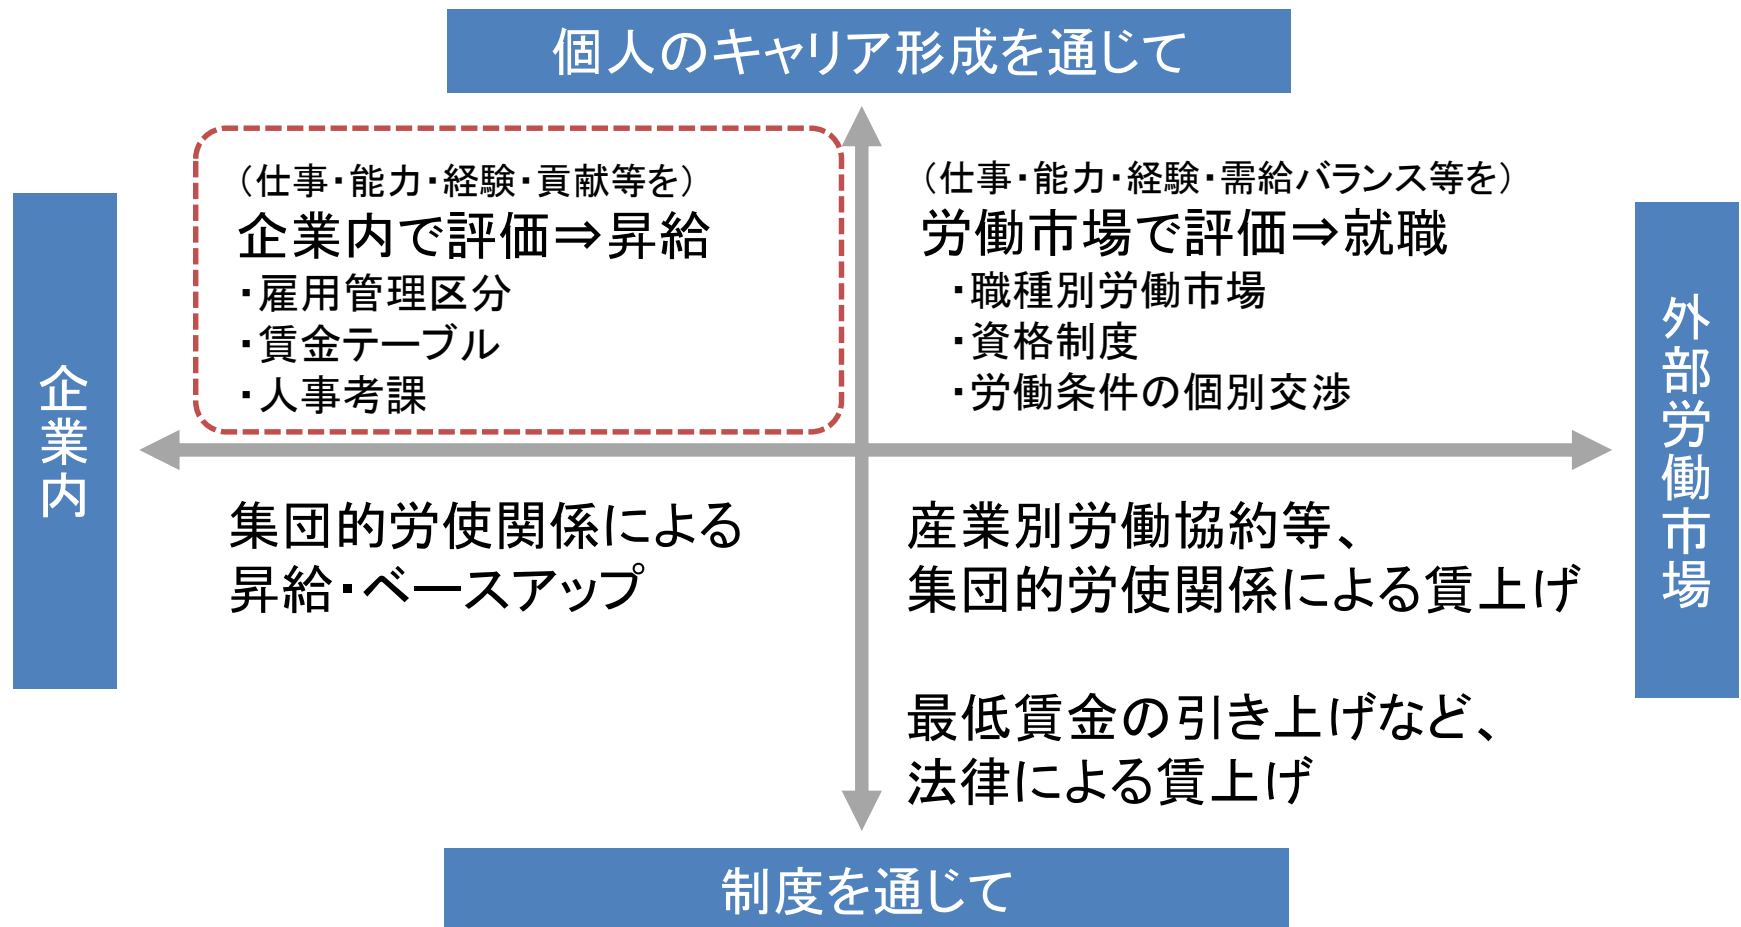 個人のキャリア形成を通じて
企業内
(仕事・能力・経験・貢献等を)
企業内で評価⇒昇給
・雇用管理区分
・賃金テーブル
・人事考課
(仕事・能力・経験・需給バランス等を)
労働市場で評価⇒就職
・職種別労働市場
・資格制度
・労働条件の個別交渉
外部労働市場
集団的労使関係による
昇給・ベースアップ
産業別労働協約等、
集団的労使関係による賃上げ
最低賃金の引き上げなど、
法律による賃上げ
制度を通じて